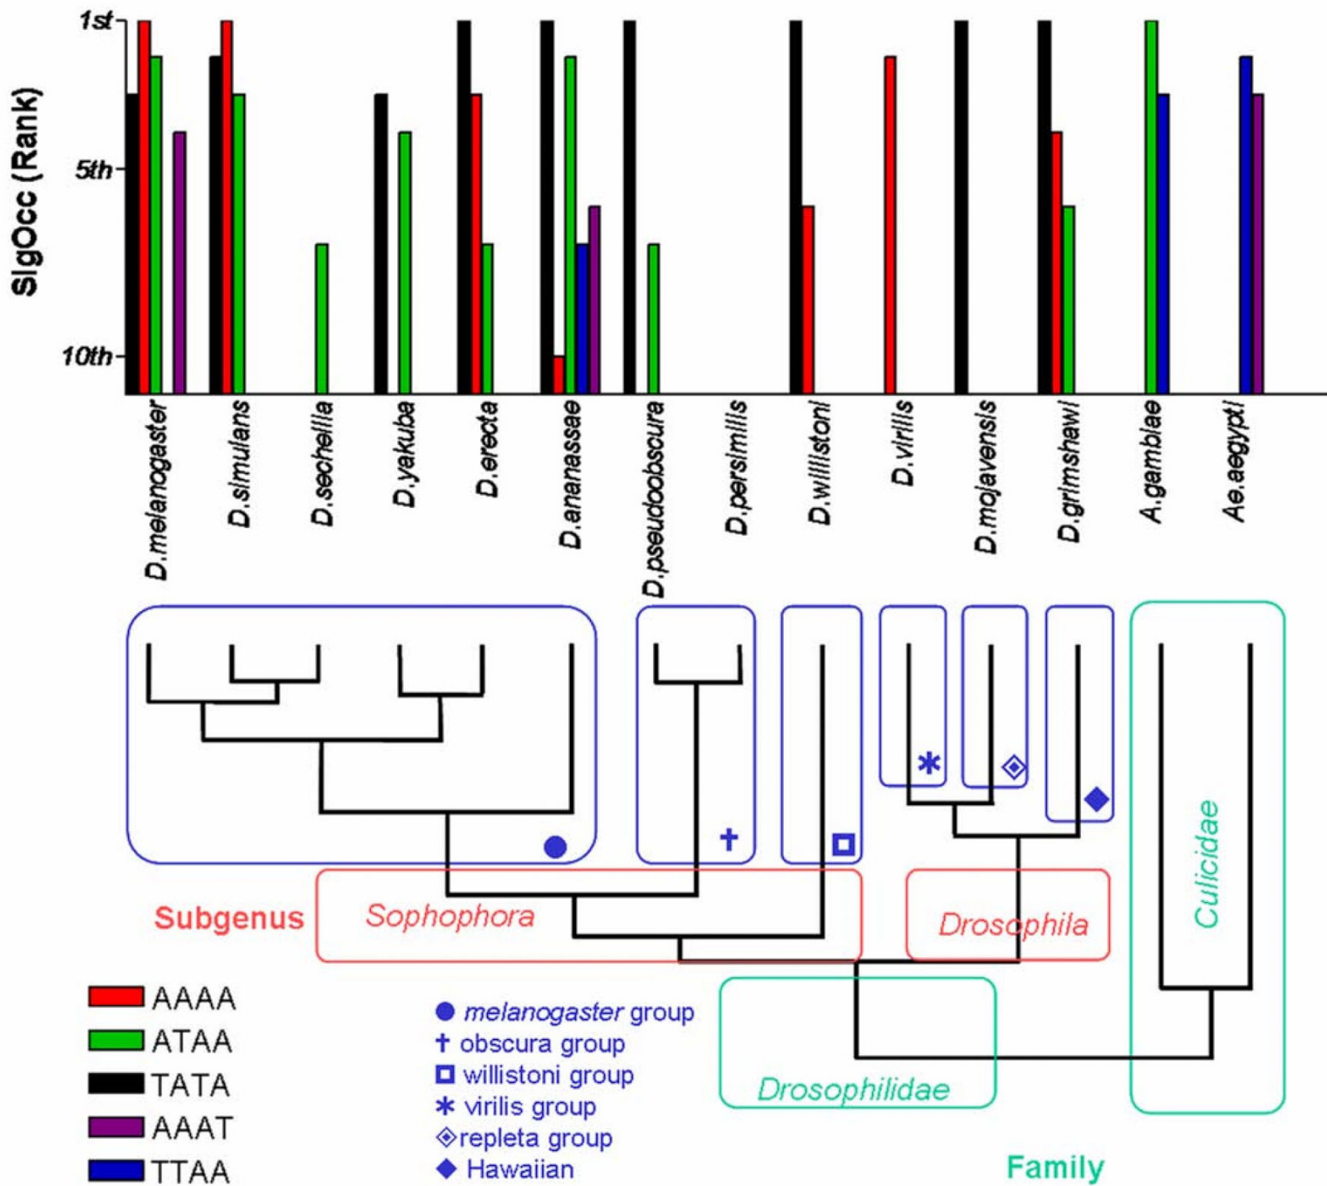 1st
SigOcc (Rank)
5th
10th
D.melanogaster
D.simulans
D.sechellia
D.yakuba
D.erecta
D.ananassae
D.pseudoobscura
D.persimilis
D.willistoni
D.virilis
D.mojavensis
D.grimshawi
A.gambiae
Ae.aegypti
Culicidae
Subgenus
Sophophora
Drosophila
AAAA
ATAA
TATA
AAAT
TTAA
melanogaster group
obscura group
willistoni group
virilis group
repleta group
Hawaiian
Drosophilidae
Family